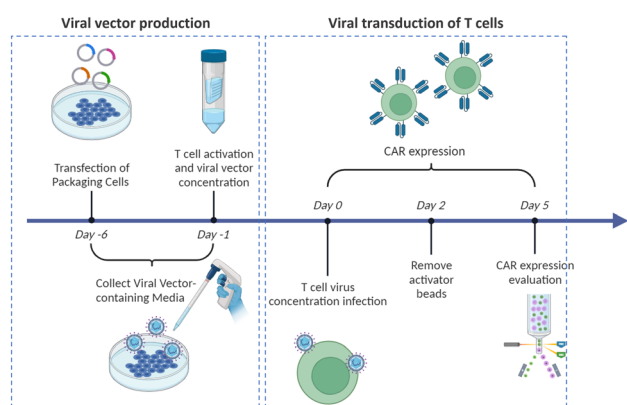 Viral vector production
Viral transduction of T cells
Transfection of
Packaging Cells
T cell activation
and viral vector
concentration
CAR expression
Day -6
Day -1
Day 0
Day 2
Day 5
Collect Viral Vector-
containing Media
T cell virus
concentration infection
Remove
activator
beads
CAR expression
evaluation